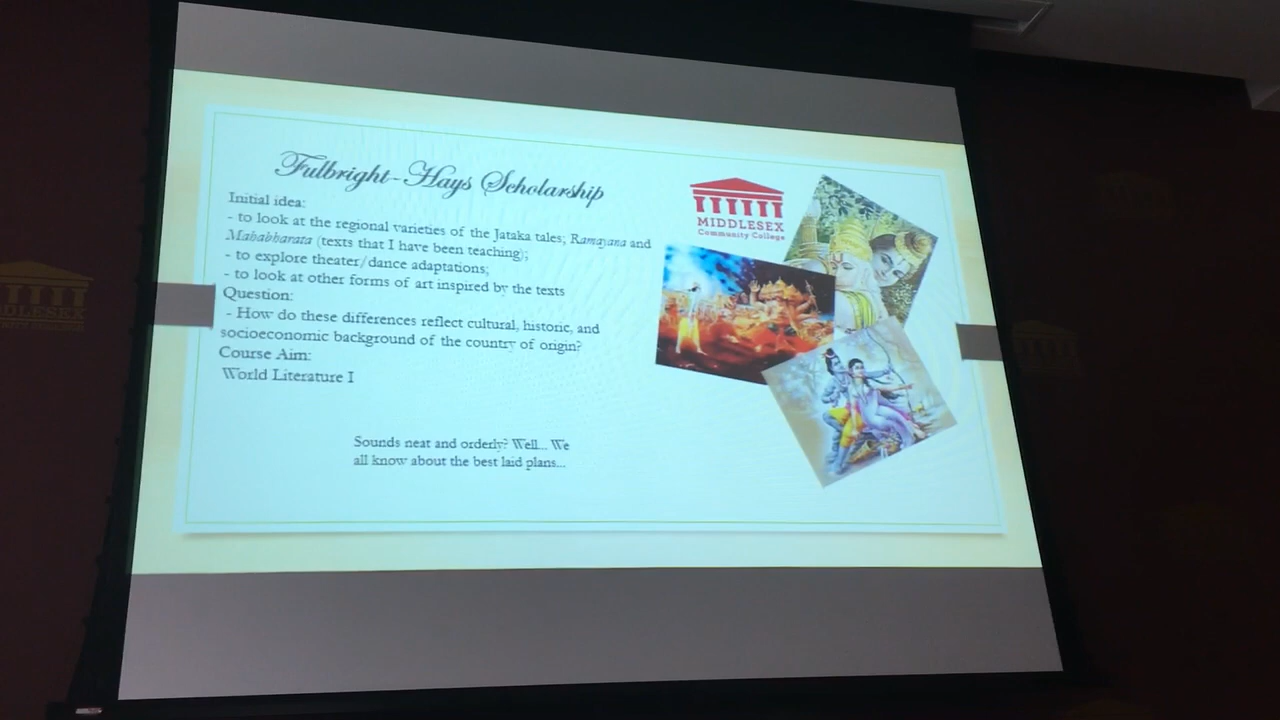 Fulbright-Hays Scholarship
Initial idea:
- to look at the regional varieties of the Jataka tales; Ramayana and
Mahabharata (texts that I have been teaching);
- to explore theater/dance adaptations;
- to look at other forms of art inspired by the texts
Question:
- How do these differences reflect cultural, historic, and
socioeconomic background of the country of origin?
Course Aim:
World Literature I
Sounds neat and orderly? Well... We
all know about the best laid plans...
MIDDLESEX
Community College